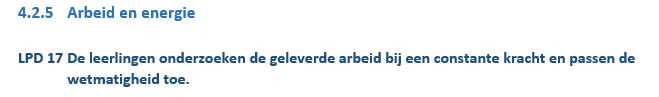 4.2.5 Arbeid en energie
LPD 17 De leerlingen onderzoeken de geleverde arbeid bij een constante kracht en passen de
wetmatigheid toe.